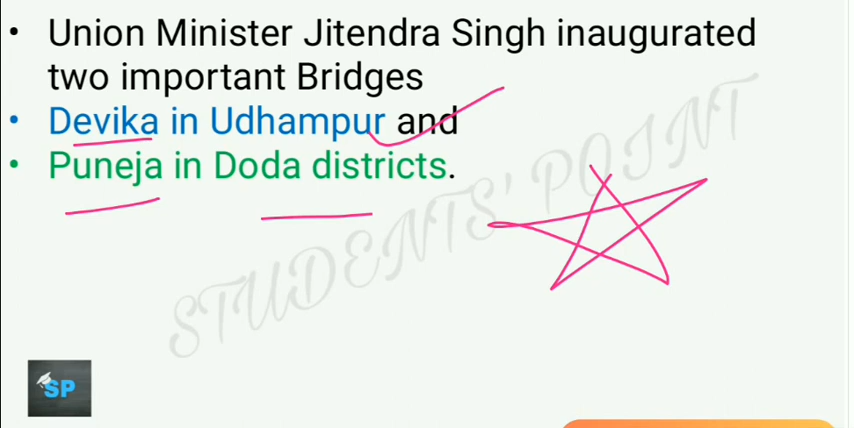 • Union Minister Jitendra Singh inaugurated
two important Bridges
• Devika in Udhampur and
• Puneja in Doda districts.
STUDENTS' POINT
SP